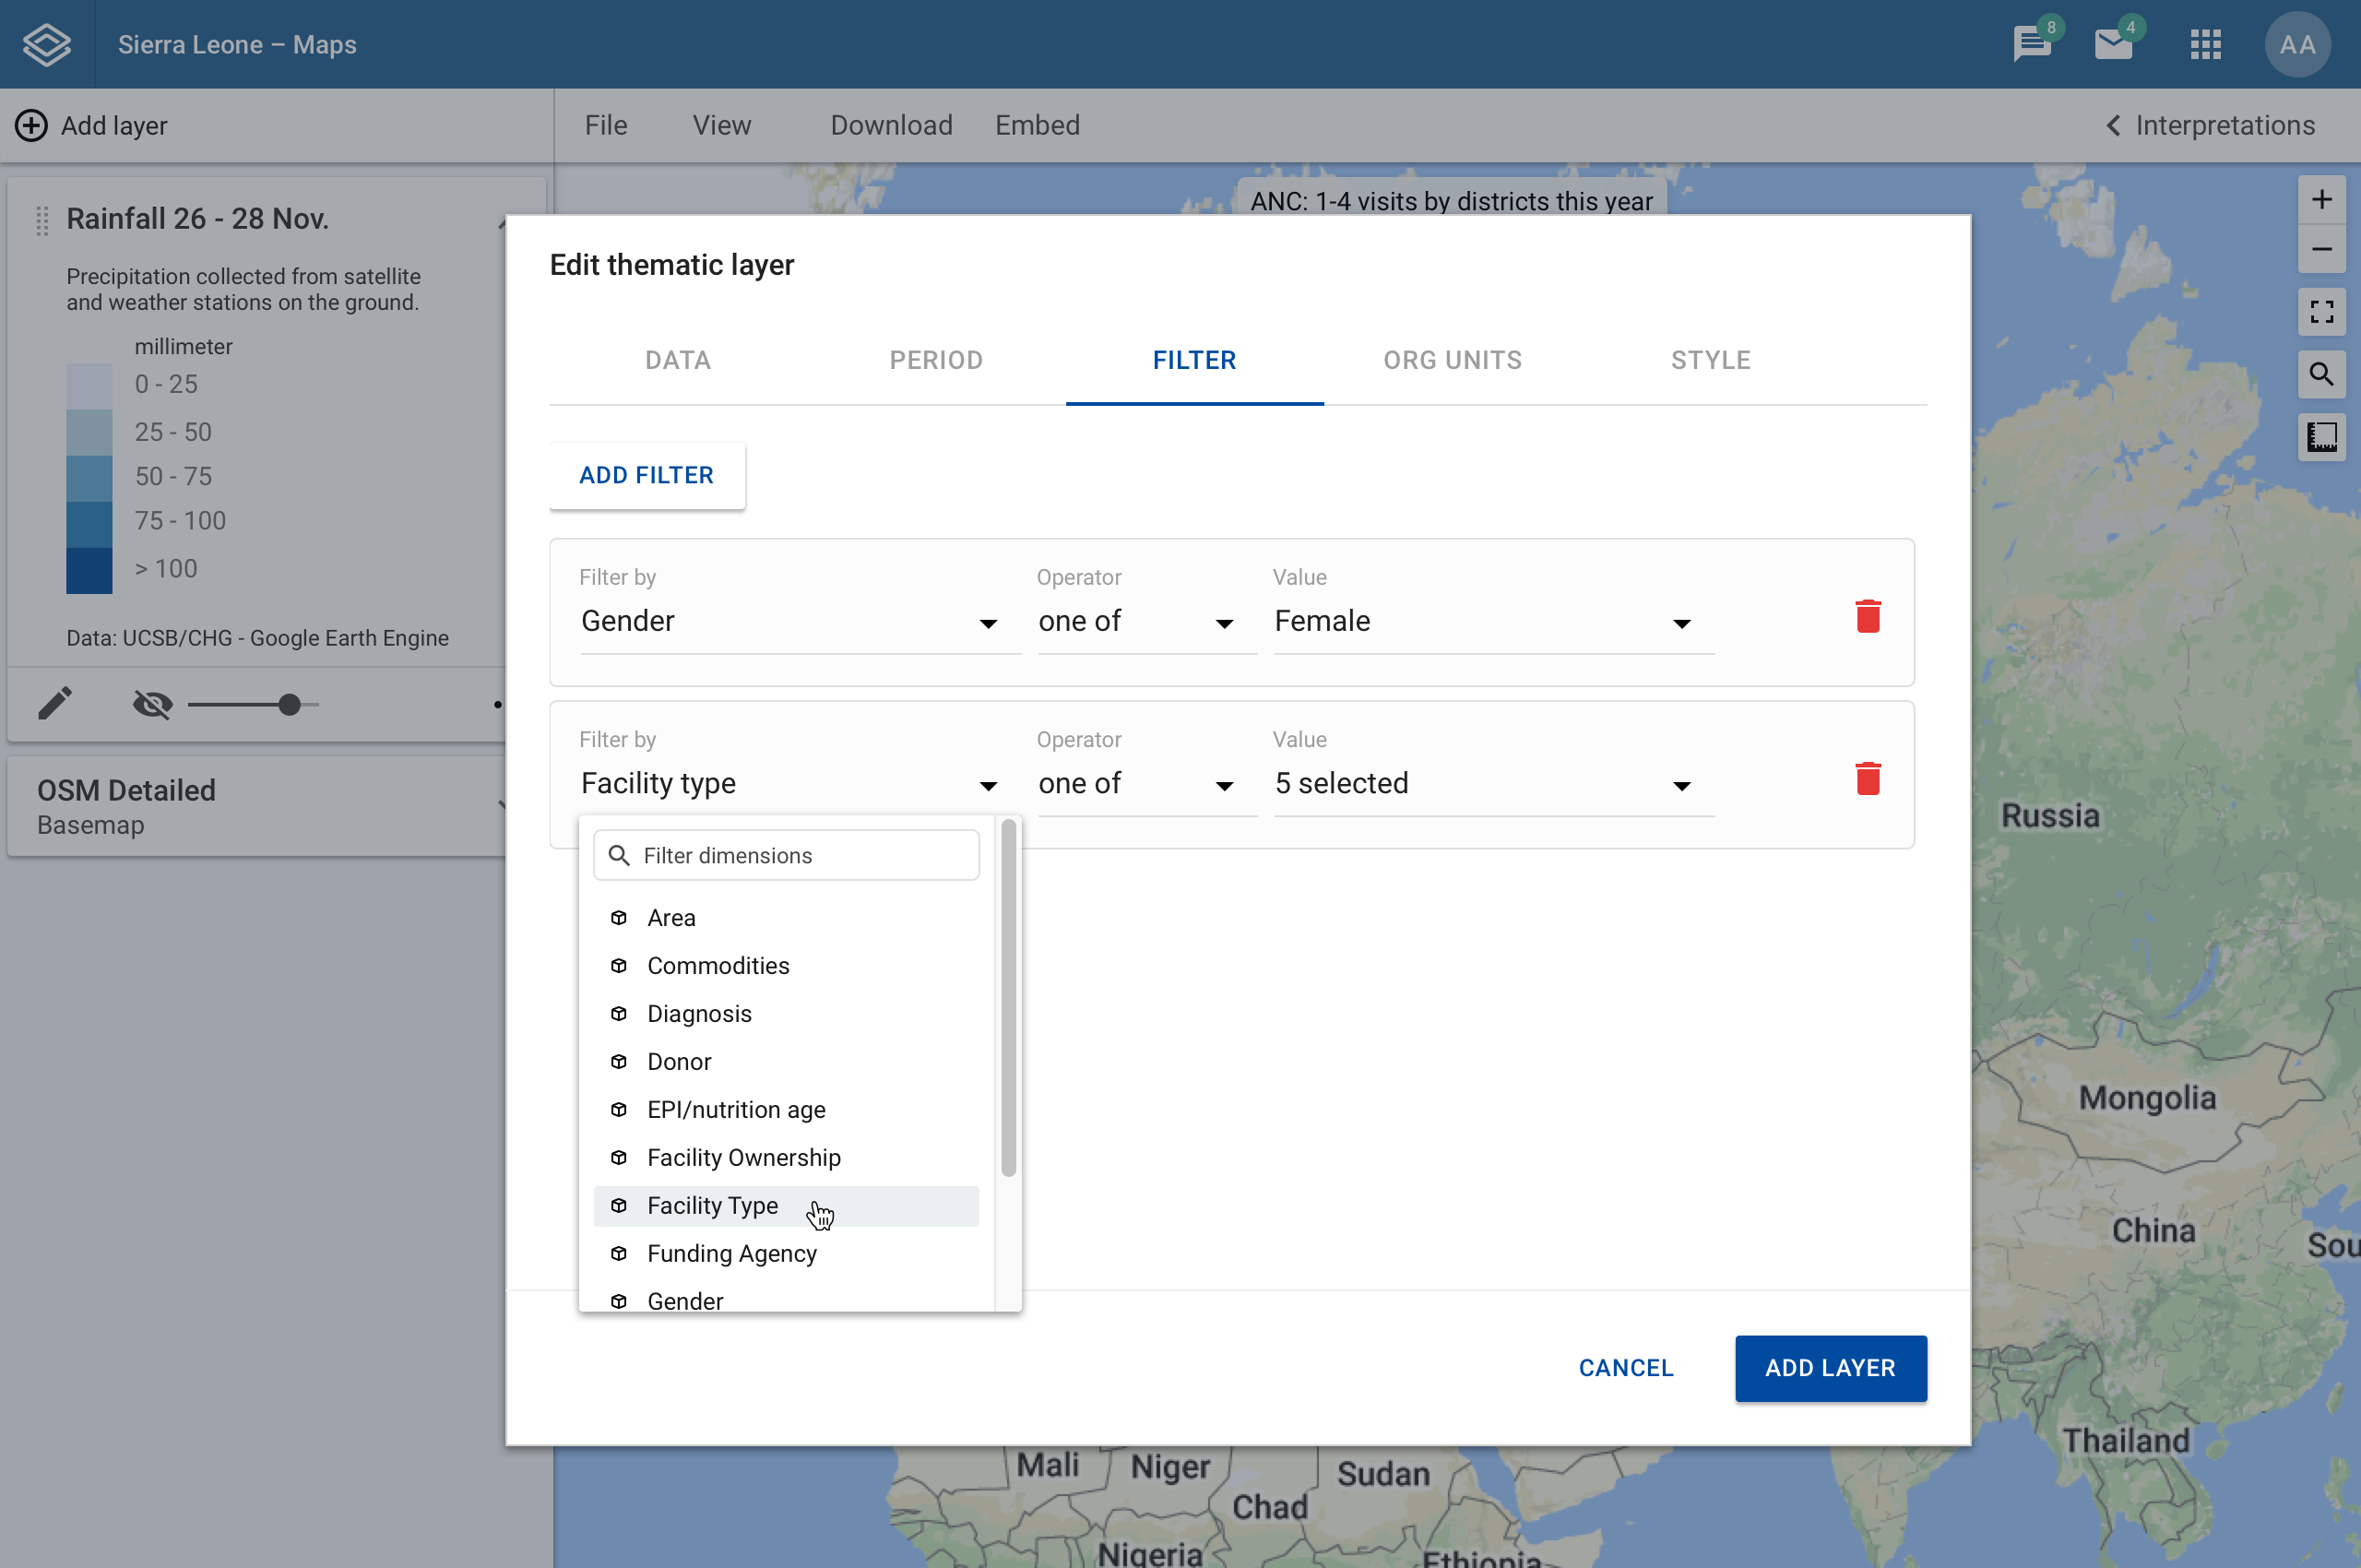 Sierra Leone – Maps
8
4
AA
Add layer
File
View
Download
Embed
Interpretations
Rainfall 26 - 28 Nov.
Precipitation collected from satellite
and weather stations on the ground.
millimeter
0 - 25
25 - 50
50 - 75
75 - 100
> 100
Data: UCSB/CHG - Google Earth Engine
OSM Detailed
Basemap
ANC: 1-4 visits by districts this year
Edit thematic layer
DATA
PERIOD
FILTER
ORG UNITS
STYLE
ADD FILTER
Filter by
Operator
Value
Gender
one of
Female
Filter by
Operator
Value
Facility type
one of
5 selected
Filter dimensions
Area
Commodities
Diagnosis
Donor
EPI/nutrition age
Facility Ownership
Facility Type
Funding Agency
Gender
CANCEL
ADD LAYER
Russia
Mongolia
China
Sou
Thailand
Mali
Niger
Sudan
Chad
Nigeria
Ethiopia